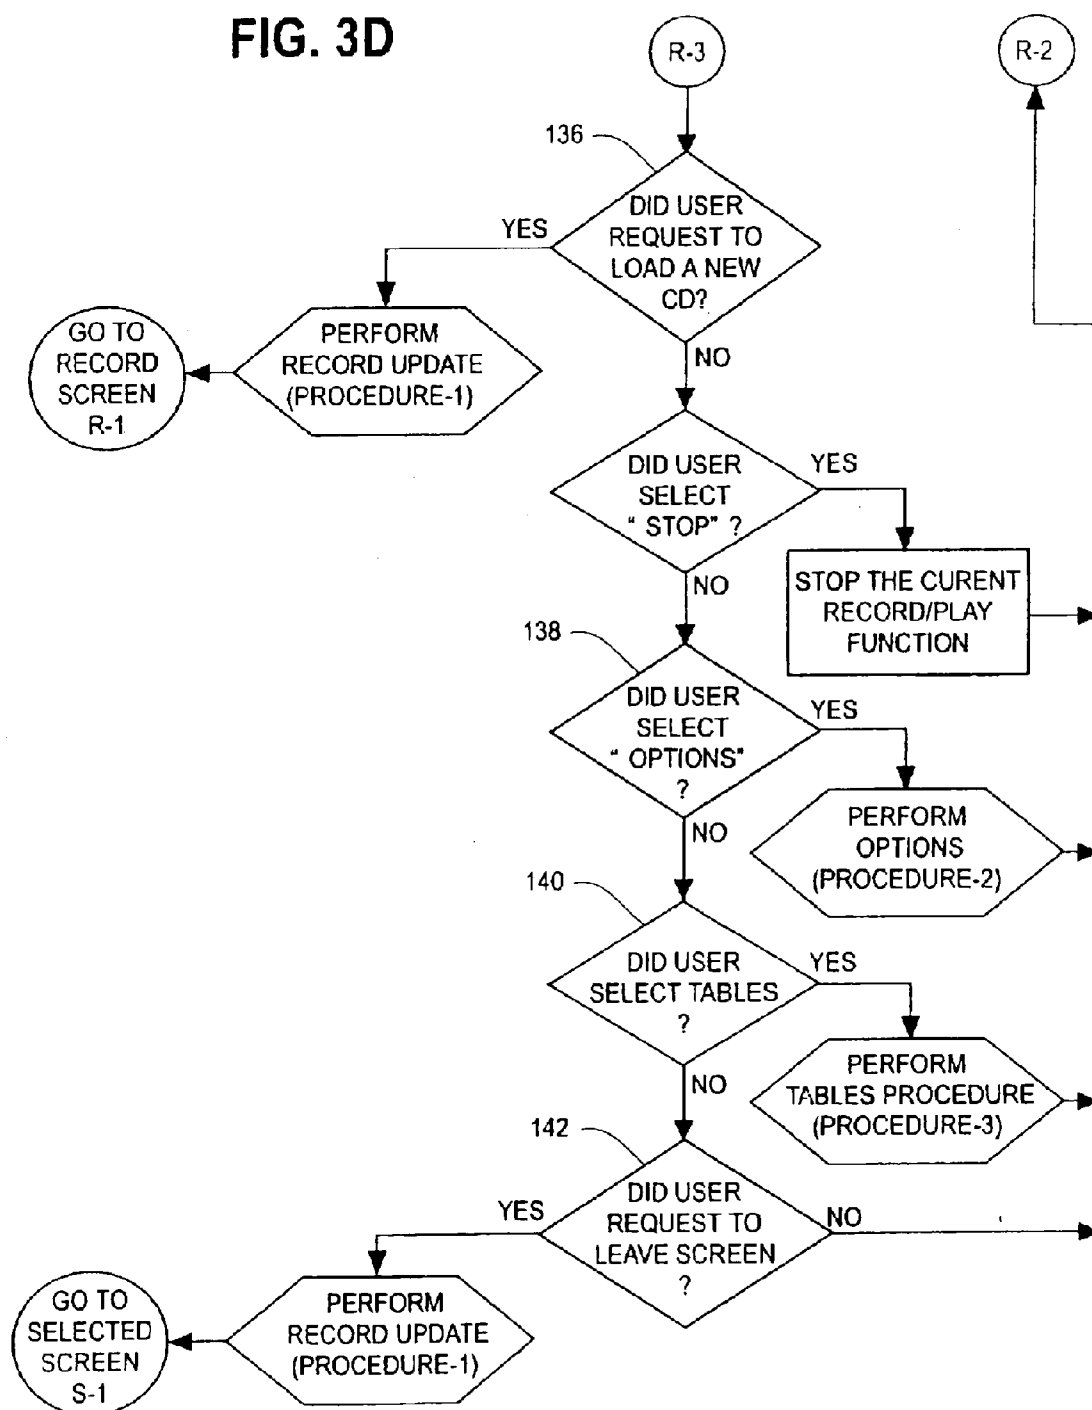 FIG. 3D
R-3
R-2
136
DID USER
REQUEST TO
LOAD A NEW
CD?
YES
NO
PERFORM
RECORD UPDATE
(PROCEDURE-1)
GO TO
RECORD
SCREEN
R-1
DID USER
SELECT
" STOP" ?
YES
NO
STOP THE CURENT
RECORD/PLAY
FUNCTION
138
DID USER
SELECT
" OPTIONS"
?
YES
NO
PERFORM
OPTIONS
(PROCEDURE-2)
140
DID USER
SELECT TABLES
?
YES
NO
PERFORM
TABLES PROCEDURE
(PROCEDURE-3)
142
DID USER
REQUEST TO
LEAVE SCREEN
?
YES
NO
PERFORM
RECORD UPDATE
(PROCEDURE-1)
GO TO
SELECTED
SCREEN
S-1